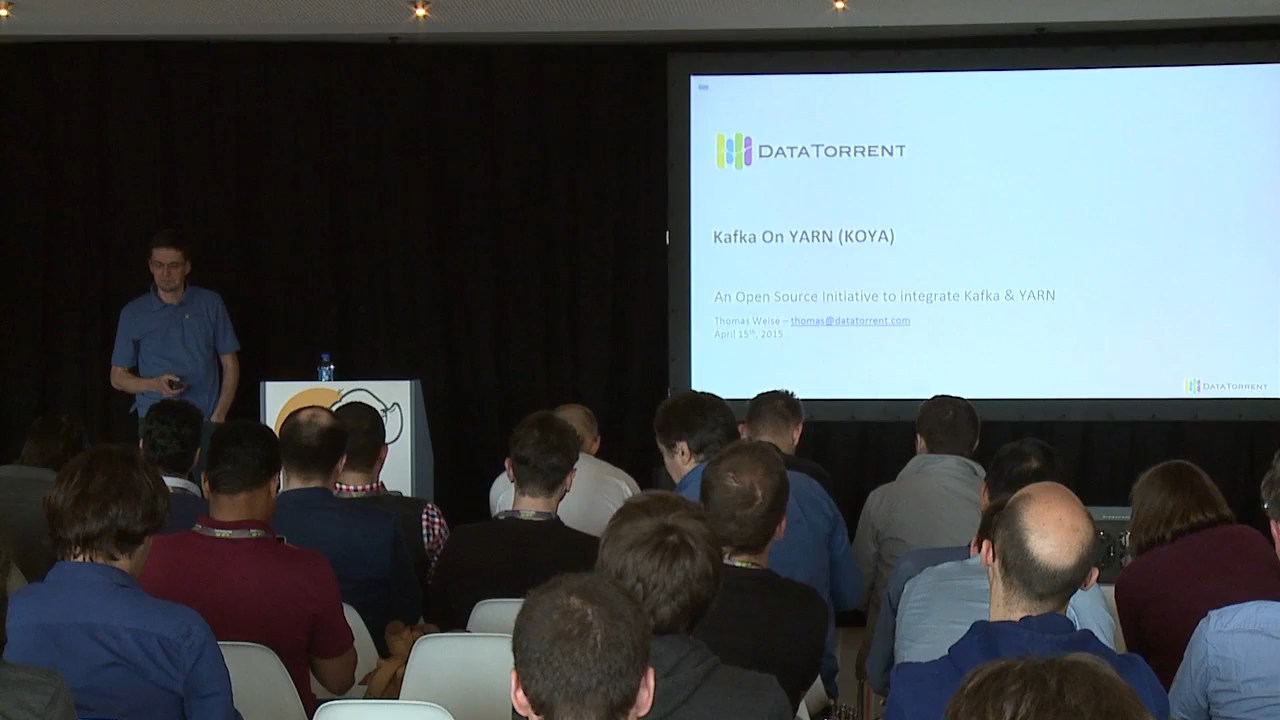 DATATORRENT
Kafka On YARN (KOYA)
An Open Source Initiative to integrate Kafka & YARN
Thomas Weise – thomas@datatorrent.com
April 15th, 2015
DATATORRENT